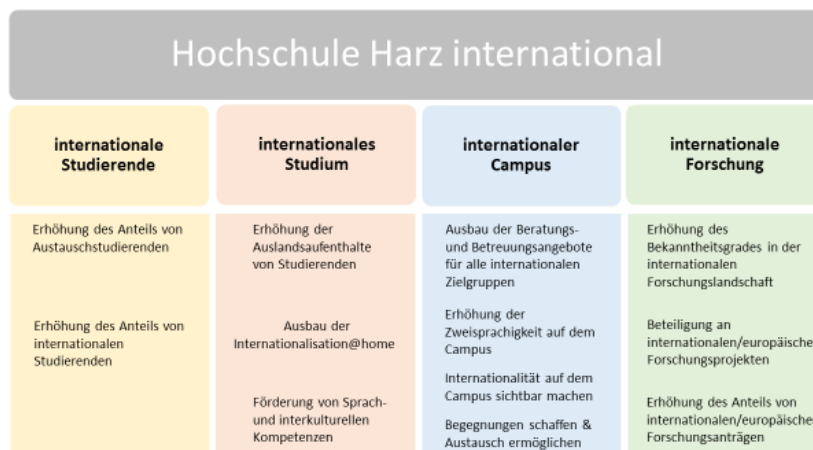 Hochschule Harz international
internationale
Studierende
internationales
Studium
internationaler
Campus
internationale
Forschung
Erhöhung des Anteils von
Austauschstudierenden
Erhöhung des Anteils von
internationalen
Studierenden
Erhöhung der
Auslandsaufenthalte
von Studierenden
Ausbau der
Internationalisation@home
Förderung von Sprach-
und interkulturellen
Kompetenzen
Ausbau der Beratungs-
und Betreuungsangebote
für alle internationalen
Zielgruppen
Erhöhung der
Zweisprachigkeit auf dem
Campus
Internationalität auf dem
Campus sichtbar machen
Begegnungen schaffen &
Austausch ermöglichen
Erhöhung des
Bekanntheitsgrades in der
internationalen
Forschungslandschaft
Beteiligung an
internationalen/europäische
Forschungsprojekten
Erhöhung des Anteils von
internationalen/europäische
Forschungsanträgen